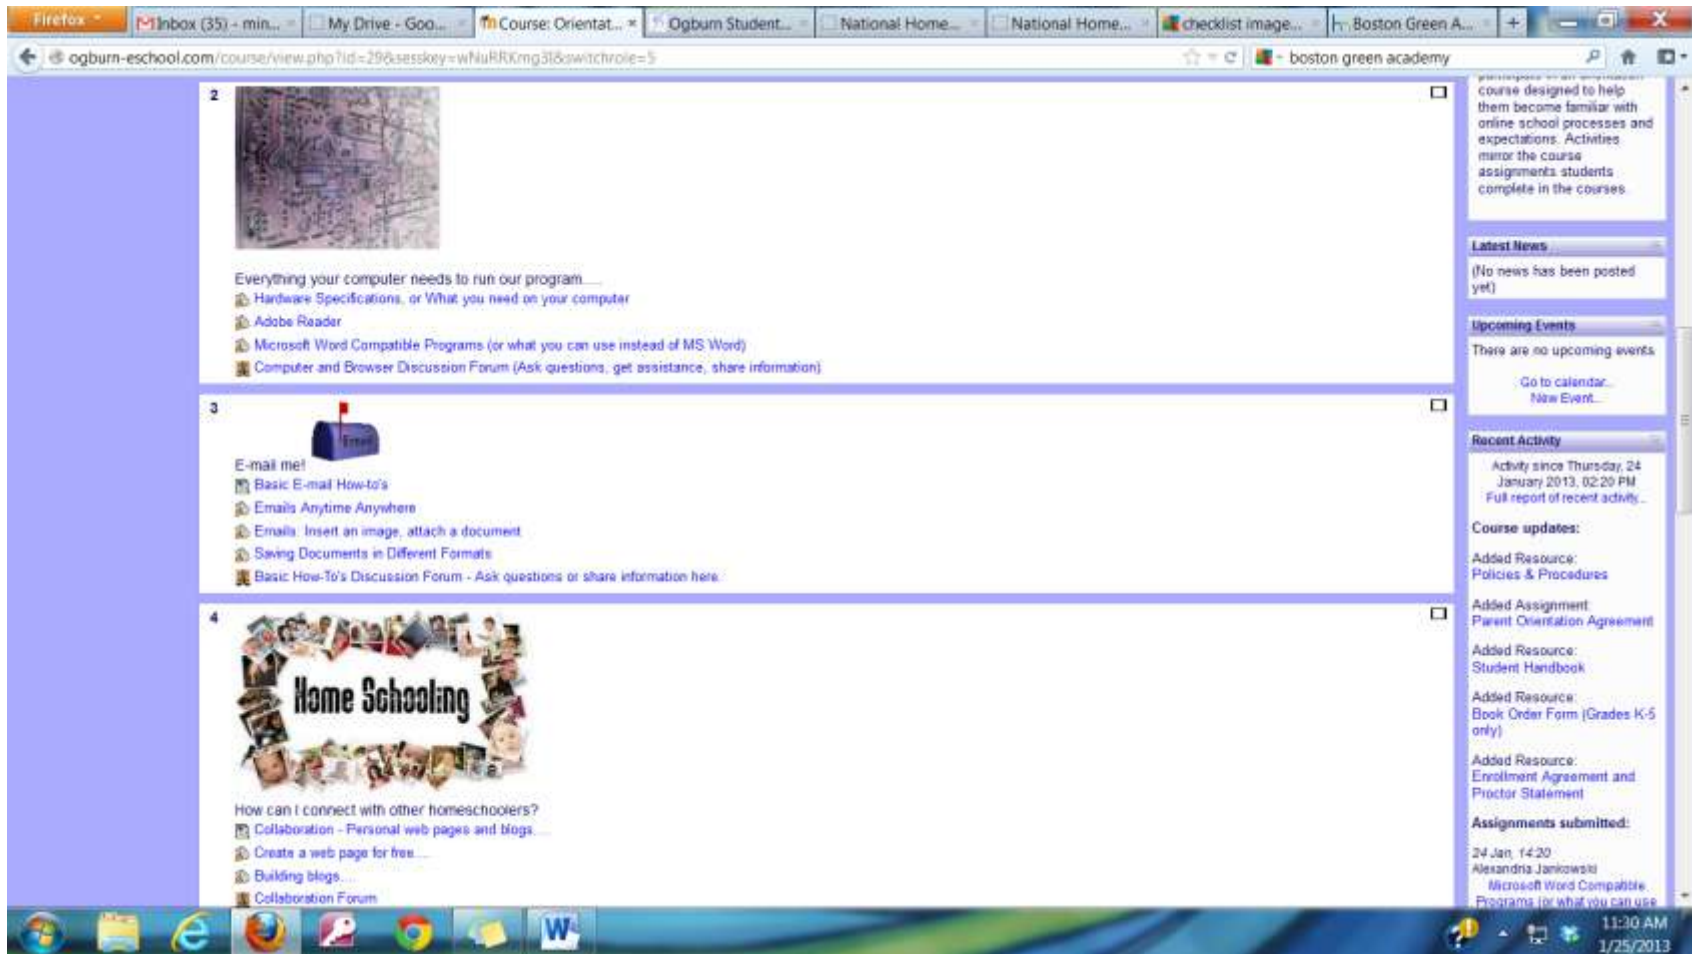 Firefox
Inbox (35) - min...
My Drive - Goo...
Course: Orientat...
Ogburn Student...
National Home...
National Home...
checklist image...
Boston Green A...
ogburn-eschool.com/course/view.php?id=29&sesskey=wNuRRKmg3I&switchrole=5
boston green academy
2
Everything your computer needs to run our program.....
Hardware Specifications, or What you need on your computer
Adobe Reader
Microsoft Word Compatible Programs (or what you can use instead of MS Word)
Computer and Browser Discussion Forum (Ask questions, get assistance, share information)
3
Email
E-mail me!
Basic E-mail How-to's
Emails Anytime Anywhere
Emails: Insert an image, attach a document
Saving Documents in Different Formats
Basic How-To's Discussion Forum - Ask questions or share information here.
4
Home Schooling
How can I connect with other homeschoolers?
Collaboration - Personal web pages and blogs....
Create a web page for free....
Building blogs....
Collaboration Forum
course designed to help
them become familiar with
online school processes and
expectations. Activities
mirror the course
assignments students
complete in the courses.
Latest News
(No news has been posted
yet)
Upcoming Events
There are no upcoming events
Go to calendar...
New Event...
Recent Activity
Activity since Thursday, 24
January 2013, 02:20 PM
Full report of recent activity...
Course updates:
Added Resource:
Policies & Procedures
Added Assignment:
Parent Orientation Agreement
Added Resource:
Student Handbook
Added Resource:
Book Order Form (Grades K-5
only)
Added Resource:
Enrollment Agreement and
Proctor Statement
Assignments submitted:
24 Jan, 14:20
Alexandria Jankowski
Microsoft Word Compatible
Programs (or what you can use
11:30 AM
1/25/2013